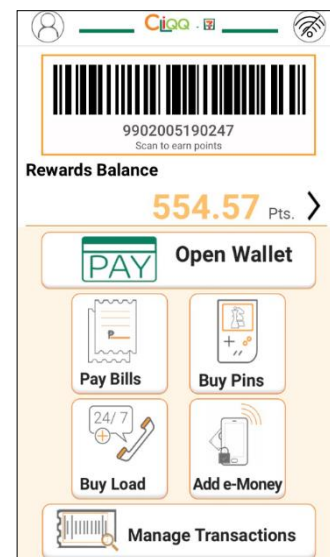 CLiQQ
9902005190247
Scan to earn points
Rewards Balance
554.57 Pts.
PAY Open Wallet
Pay Bills Buy Pins
24/7
Buy Load Add e-Money
Manage Transactions